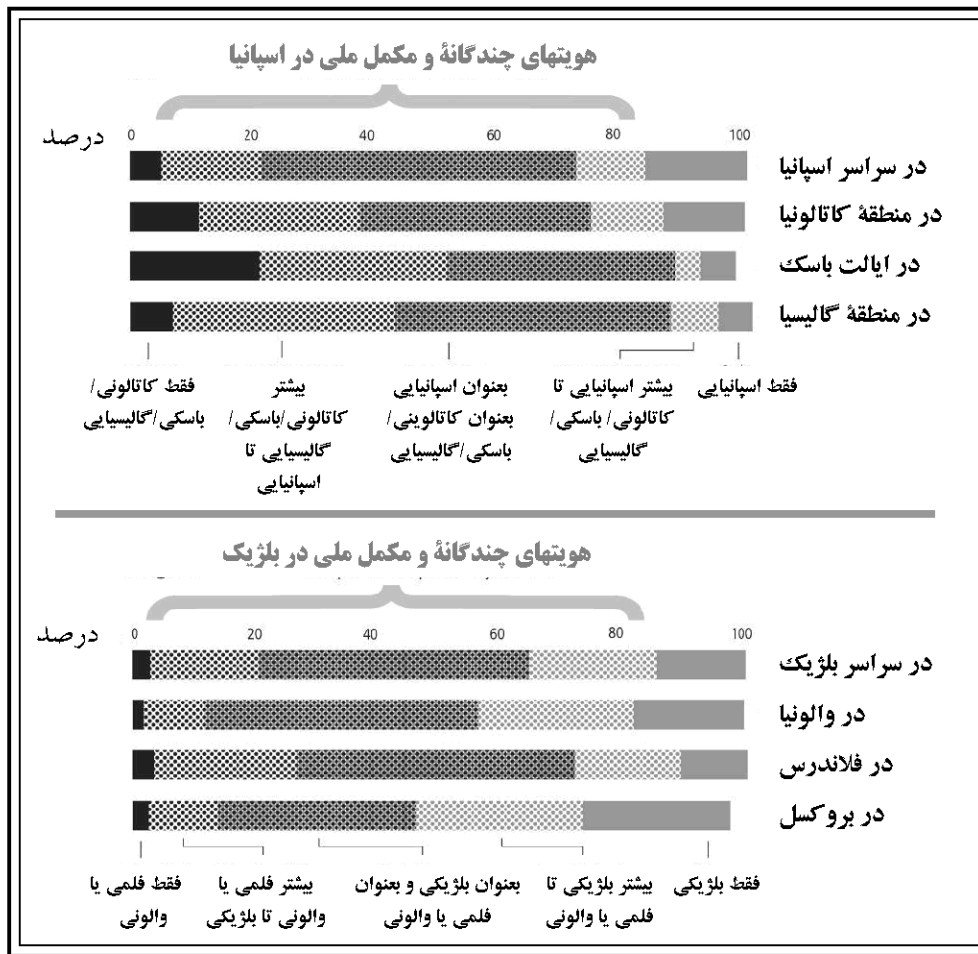 هویتهای چندگانهٔ و مکمل ملی در اسپانیا
درصد
0 20 40 60 80 100
در سراسر اسپانیا
در منطقهٔ کاتالونیا
در ایالت باسک
در منطقهٔ گالیسیا
فقط اسپانیایی
بیشتر اسپانیایی تا
کاتالونی/ باسکی/
گالیسیایی
بعنوان اسپانیایی
بعنوان کاتالوینی/
باسکی/گالیسیایی
بیشتر
کاتالونی/باسکی/
گالیسیایی تا
اسپانیایی
فقط کاتالونی/
باسکی/گالیسیایی
هویتهای چندگانهٔ و مکمل ملی در بلژیک
درصد
0 20 40 60 80 100
در سراسر بلژیک
در والونیا
در فلاندرس
در بروکسل
فقط بلژیکی
بیشتر بلژیکی تا
فلمی یا والونی
بعنوان بلژیکی و بعنوان
فلمی یا والونی
بیشتر فلمی یا
والونی تا بلژیکی
فقط فلمی یا
والونی